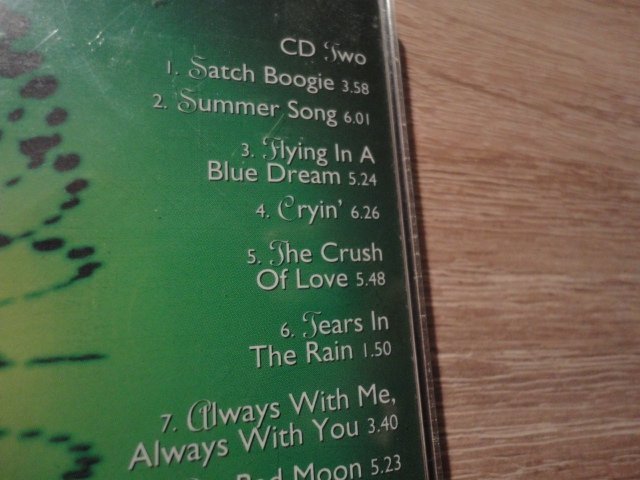 CD Two
1. Satch Boogie 3.58
2. Summer Song 6.01
3. Flying In A
Blue Dream 5.24
4. Cryin' 6.26
5. The Crush
Of Love 5.48
6. Tears In
The Rain 1.50
7. Always With Me,
Always With You 3.40
Red Moon 5.23